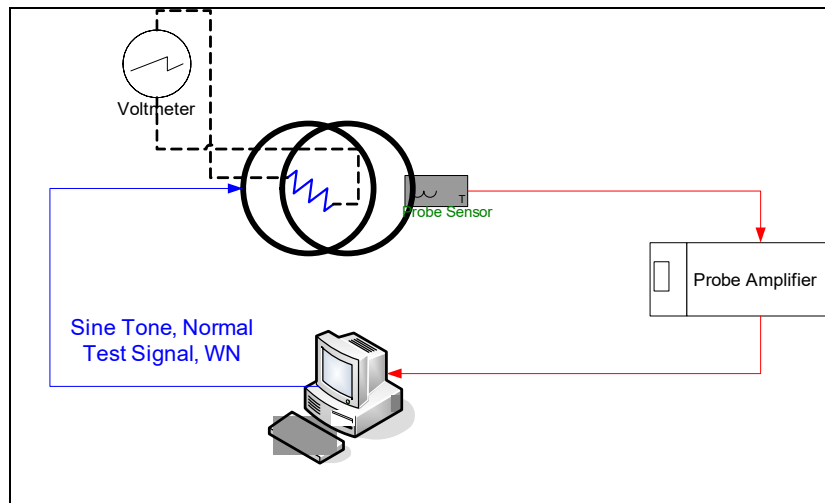 Voltmeter
T
Probe Sensor
Probe Amplifier
Sine Tone, Normal
Test Signal, WN